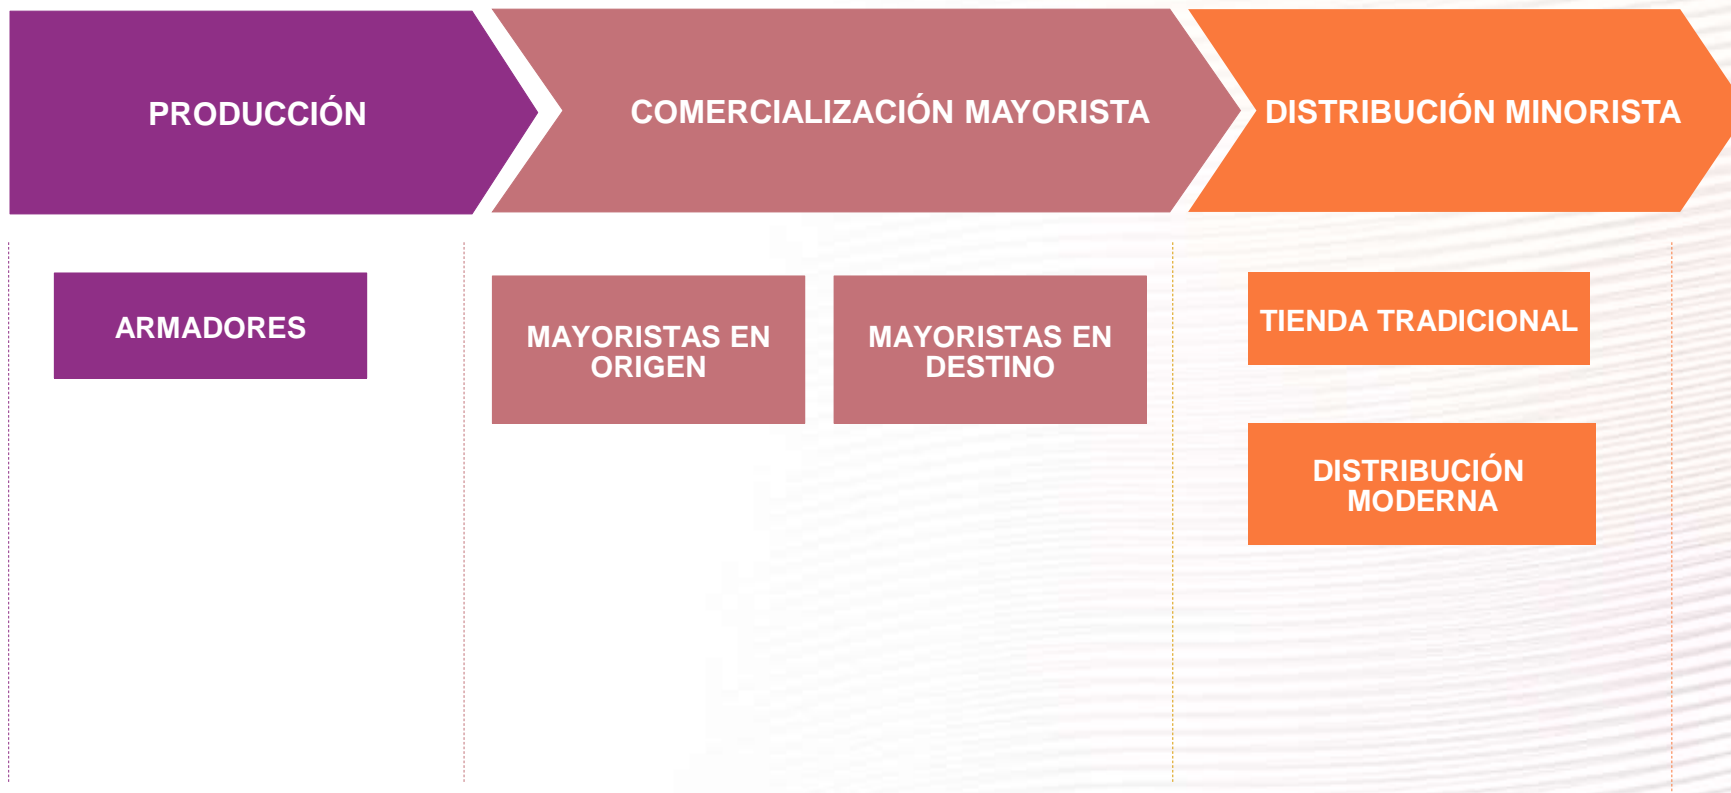 PRODUCCIÓN
COMERCIALIZACIÓN MAYORISTA
DISTRIBUCIÓN MINORISTA
ARMADORES
MAYORISTAS EN
ORIGEN
MAYORISTAS EN
DESTINO
TIENDA TRADICIONAL
DISTRIBUCIÓN
MODERNA